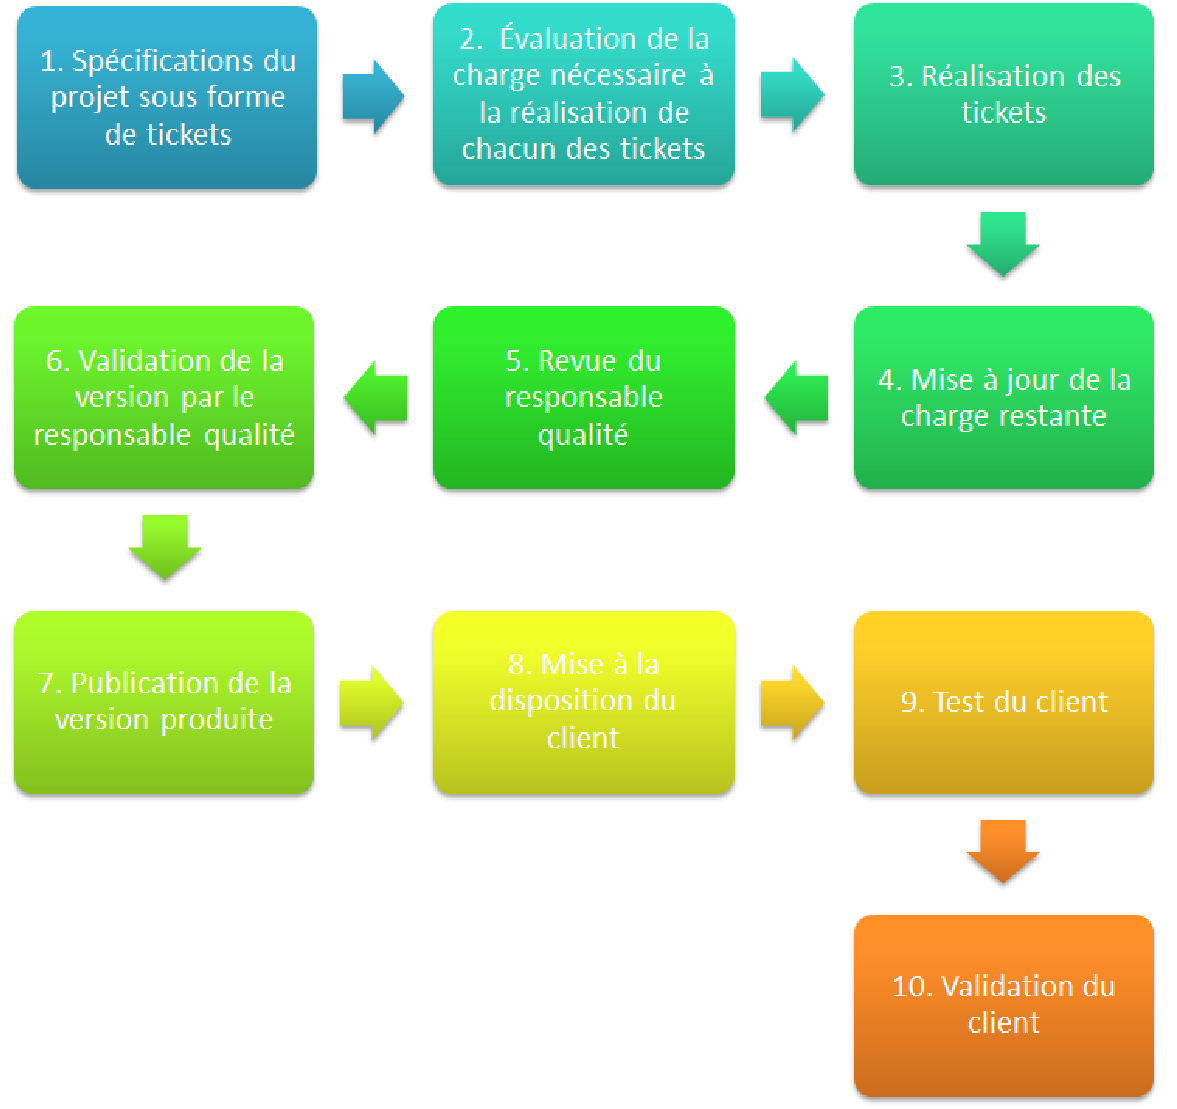 1. Spécifications du
projet sous forme
de tickets
2. Évaluation de la
charge nécessaire à
la réalisation de
chacun des tickets
3. Réalisation des
tickets
4. Mise à jour de la
charge restante
5. Revue du
responsable
qualité
6. Validation de la
version par le
responsable qualité
7. Publication de la
version produite
8. Mise à la
disposition du
client
9. Test du client
10. Validation du
client